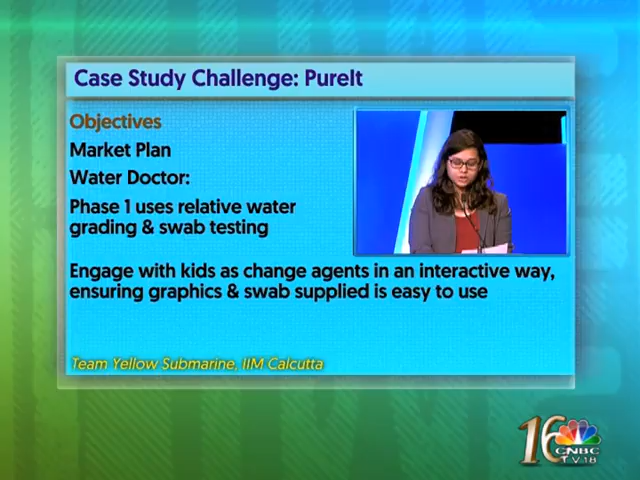 Case Study Challenge: PureIt
Objectives
Market Plan
Water Doctor:
Phase 1 uses relative water
grading & swab testing
Engage with kids as change agents in an interactive way,
ensuring graphics & swab supplied is easy to use
Team Yellow Submarine, IIM Calcutta
16
CNBC
TV18